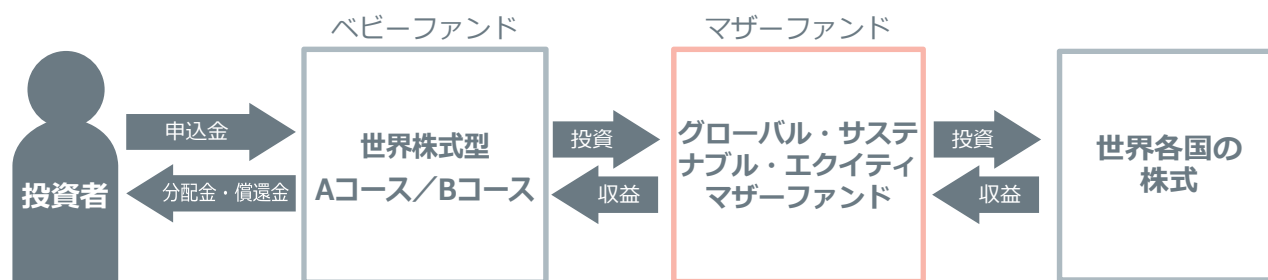 ベビーファンド
マザーファンド
投資者
申込金
分配金・償還金
世界株式型
Aコース／Bコース
投資
収益
グローバル・サステ
ナブル・エクイティ
マザーファンド
投資
収益
世界各国の
株式